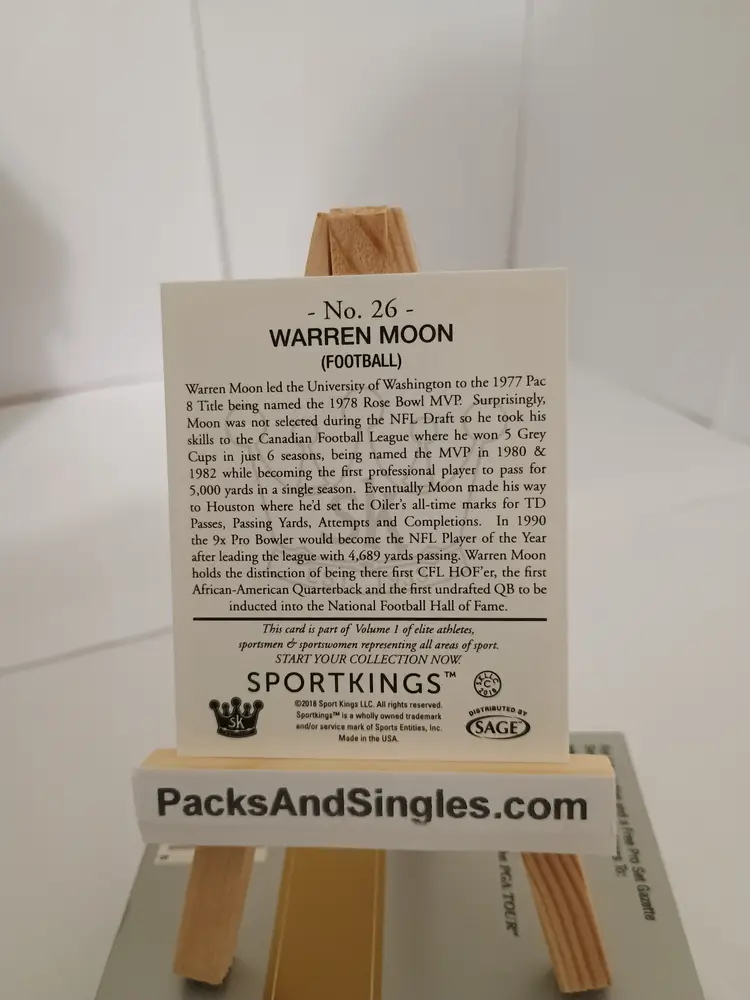 - No. 26 -
WARREN MOON
(FOOTBALL)
Warren Moon led the University of Washington to the 1977 Pac
8 Title being named the 1978 Rose Bowl MVP. Surprisingly,
Moon was not selected during the NFL Draft so he took his
skills to the Canadian Football League where he won 5 Grey
Cups in just 6 seasons, being named the MVP in 1980 &
1982 while becoming the first professional player to pass for
5,000 yards in a single season. Eventually Moon made his way
to Houston where he'd set the Oiler's all-time marks for TD
Passes, Passing Yards, Attempts and Completions. In 1990
the 9x Pro Bowler would become the NFL Player of the Year
after leading the league with 4,689 yards passing. Warren Moon
holds the distinction of being there first CFL HOF'er, the first
African-American Quarterback and the first undrafted QB to be
inducted into the National Football Hall of Fame.
This card is part of Volume 1 of elite athletes,
sportsmen & sportswomen representing all areas of sport.
START YOUR COLLECTION NOW.
SPORTKINGS™
SK
©2018 Sport Kings LLC. All rights reserved.
Sportkings™ is a wholly owned trademark
and/or service mark of Sports Entities, Inc.
Made in the USA.
SKLLC
C
2018
DISTRIBUTED BY
SAGE
PacksAndSingles.com
and a Free Pro Set Gazette
PGA TOUR